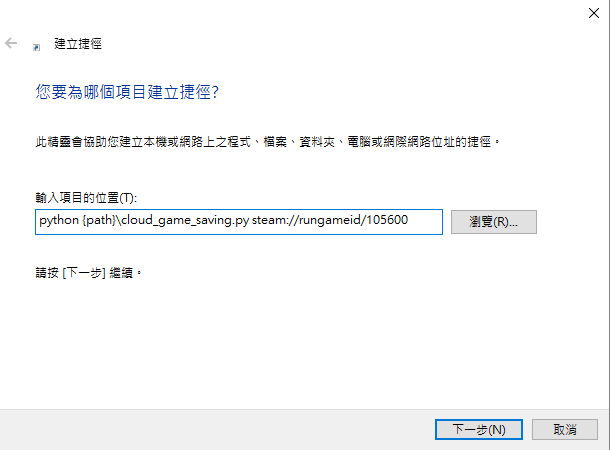 建立捷徑
您要為哪個項目建立捷徑?
此精靈會協助您建立本機或網路上之程式、檔案、資料夾、電腦或網際網路位址的捷徑。
輸入項目的位置(T):
python {path}\cloud_game_saving.py steam://rungameid/105600
瀏覽(R)...
請按 [下一步] 繼續。
下一步(N)
取消